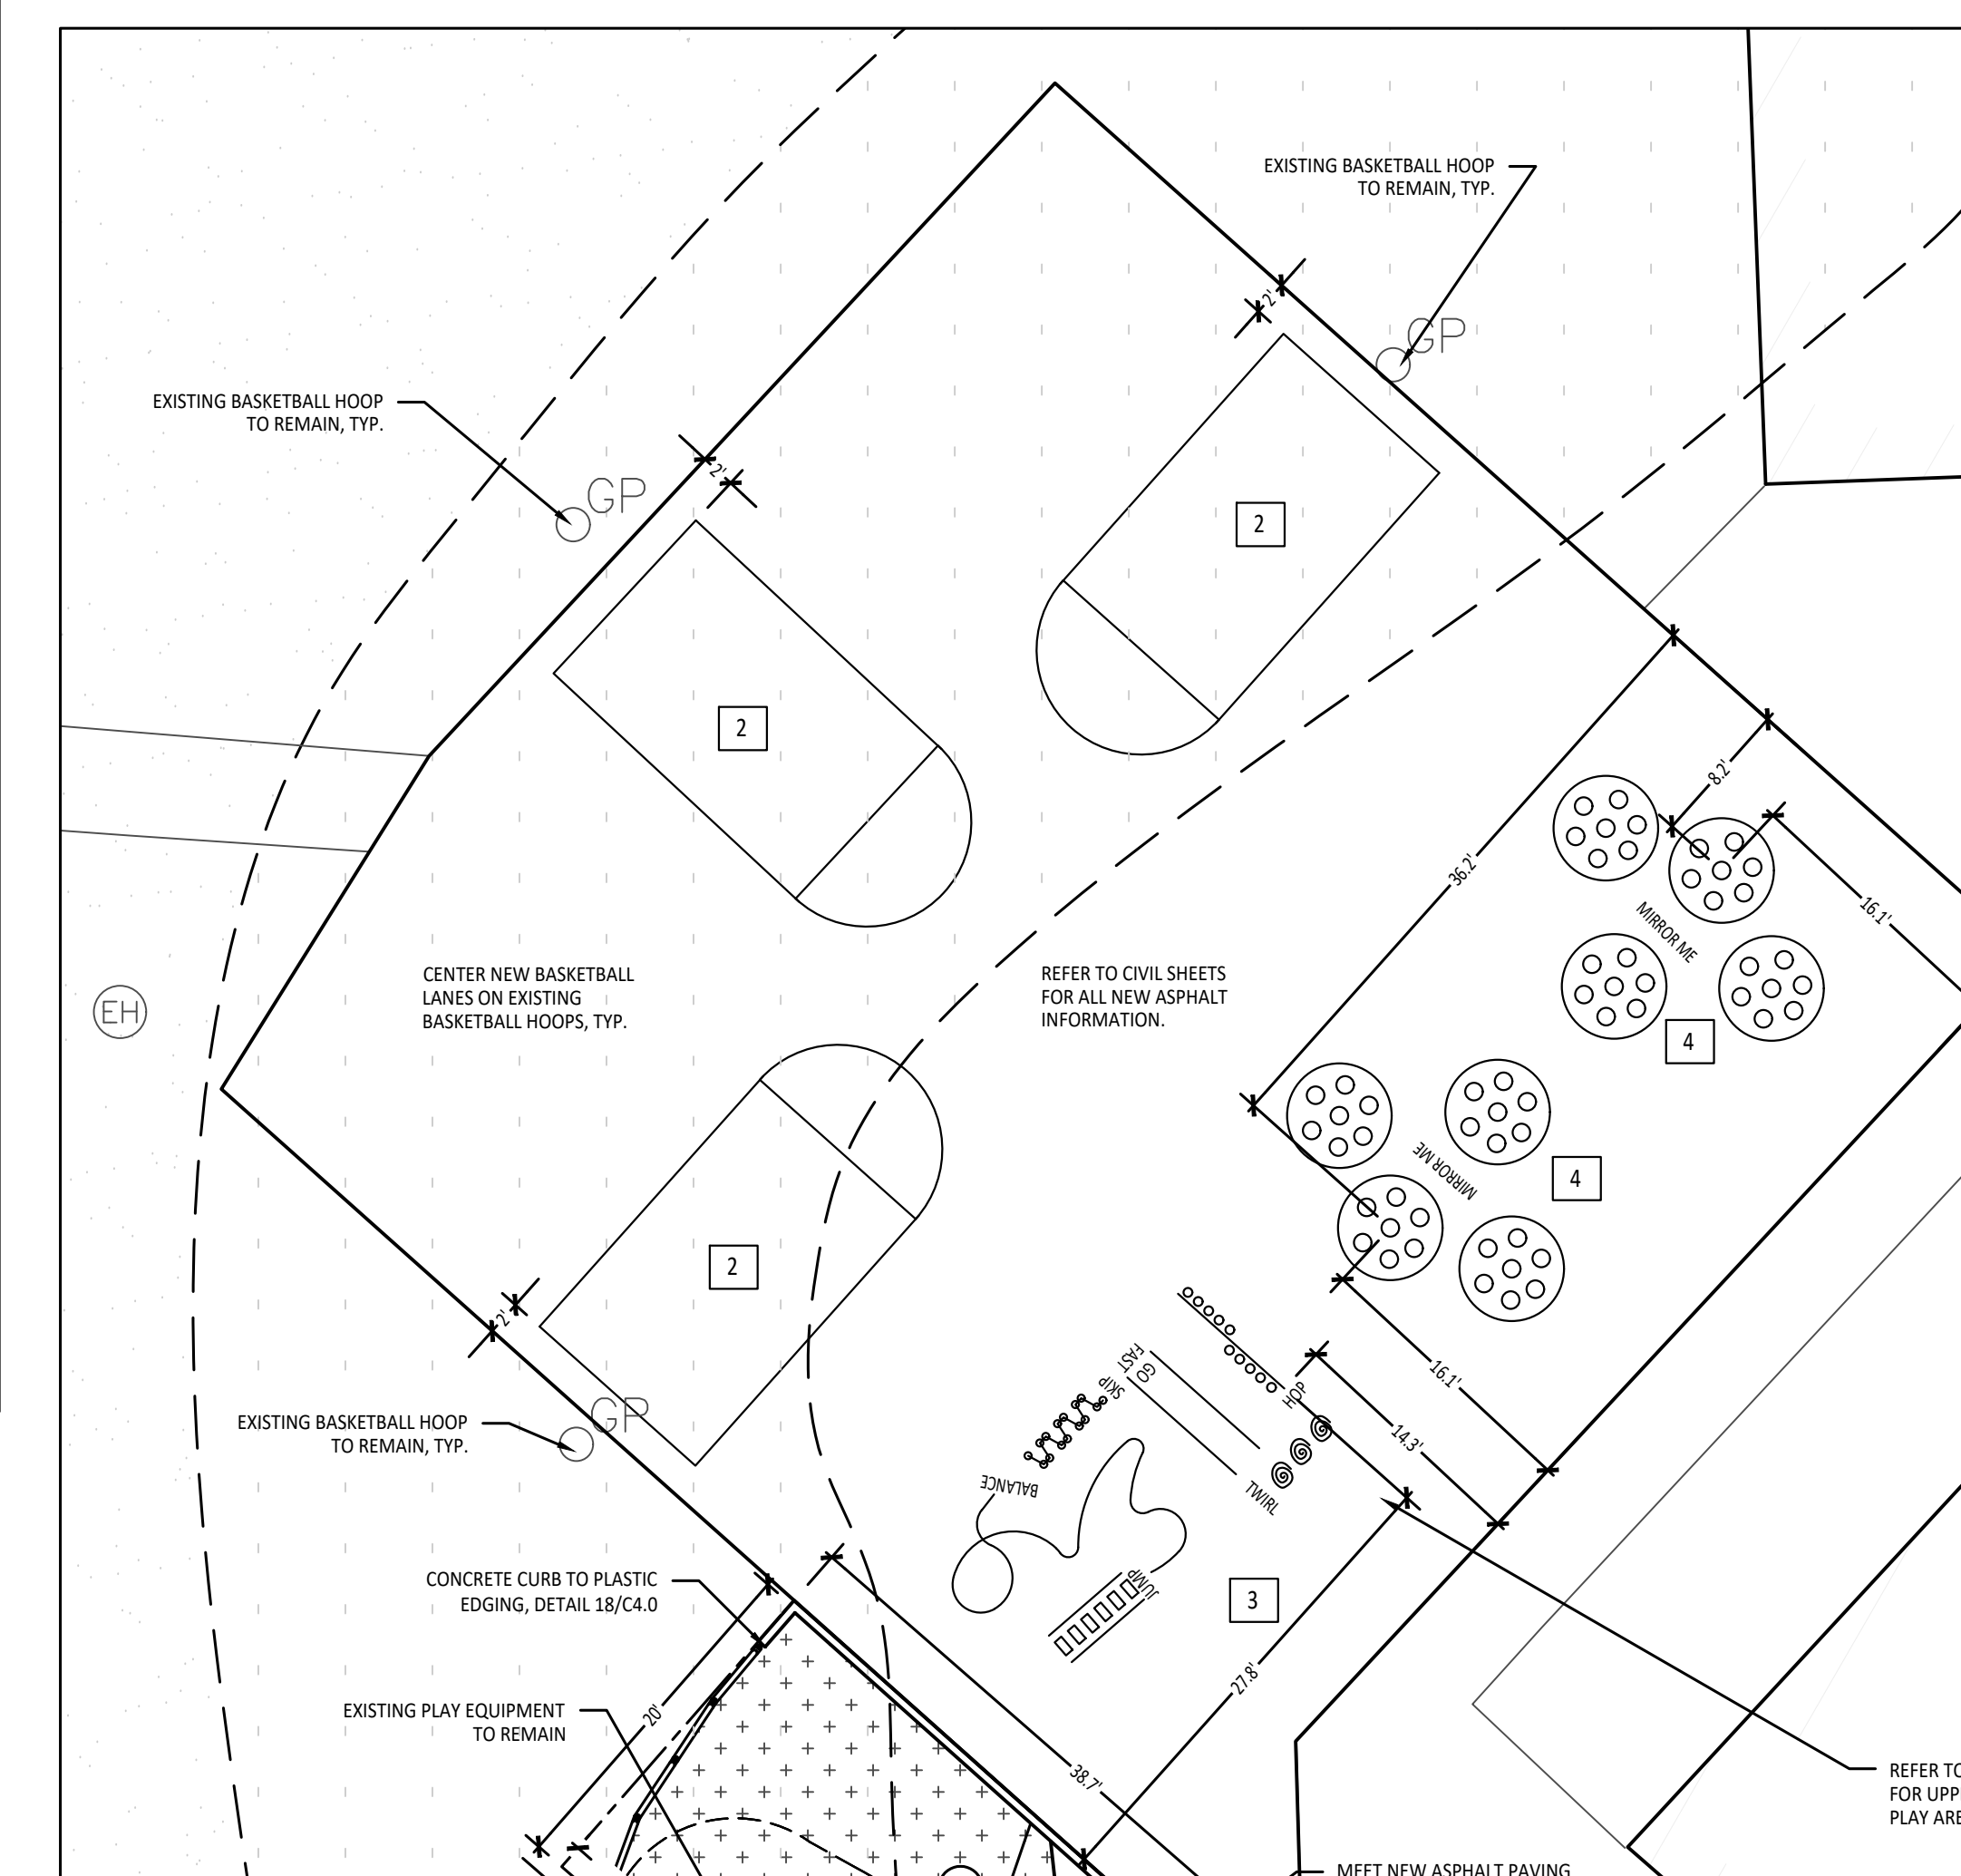 EXISTING BASKETBALL HOOP
TO REMAIN, TYP.
2'
GP
EXISTING BASKETBALL HOOP
TO REMAIN, TYP.
2'
GP
2
2
8.2'
36.2'
16.1'
MIRROR ME
CENTER NEW BASKETBALL
LANES ON EXISTING
BASKETBALL HOOPS, TYP.
REFER TO CIVIL SHEETS
FOR ALL NEW ASPHALT
INFORMATION.
EH
4
MIRROR ME
4
2
2'
16.1'
GO
FAST
SKIP
HOP
14.3'
EXISTING BASKETBALL HOOP
TO REMAIN, TYP.
GP
BALANCE
TWIRL
CONCRETE CURB TO PLASTIC
EDGING, DETAIL 18/C4.0
JUMP
3
27.8'
EXISTING PLAY EQUIPMENT
TO REMAIN
20'
38.7'
REFER TO
FOR UPP
PLAY ARE
MEET NEW ASPHALT PAVING